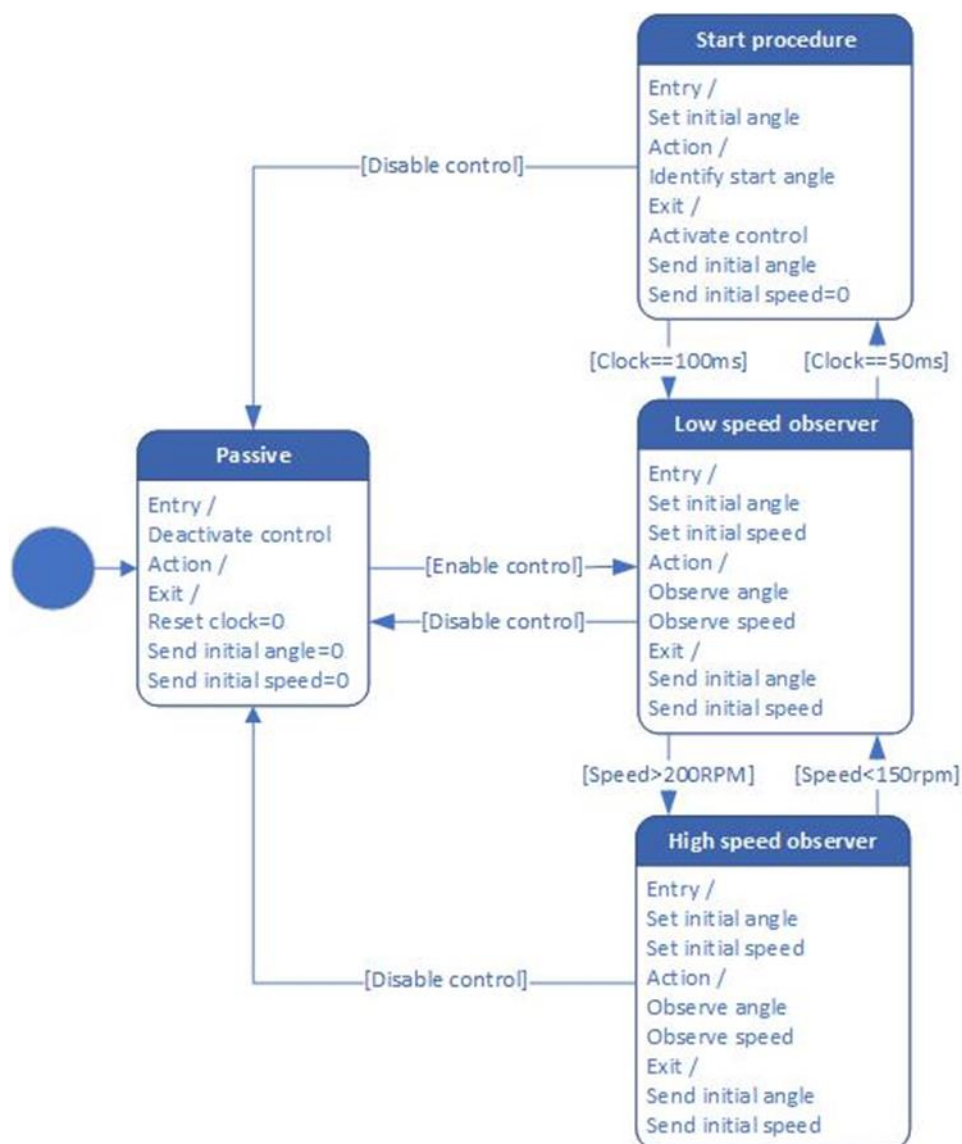 Start procedure
Entry /
Set initial angle
Action /
Identify start angle
Exit /
Activate control
Send initial angle
Send initial speed=0
[Disable control]
[Clock==100ms]
[Clock==50ms]
Passive
Entry /
Deactivate control
Action /
Exit /
Reset clock=0
Send initial angle=0
Send initial speed=0
[Enable control]
[Disable control]
Low speed observer
Entry /
Set initial angle
Set initial speed
Action /
Observe angle
Observe speed
Exit /
Send initial angle
Send initial speed
[Speed>200RPM]
[Speed<150rpm]
High speed observer
Entry /
Set initial angle
Set initial speed
Action /
Observe angle
Observe speed
Exit /
Send initial angle
Send initial speed
[Disable control]